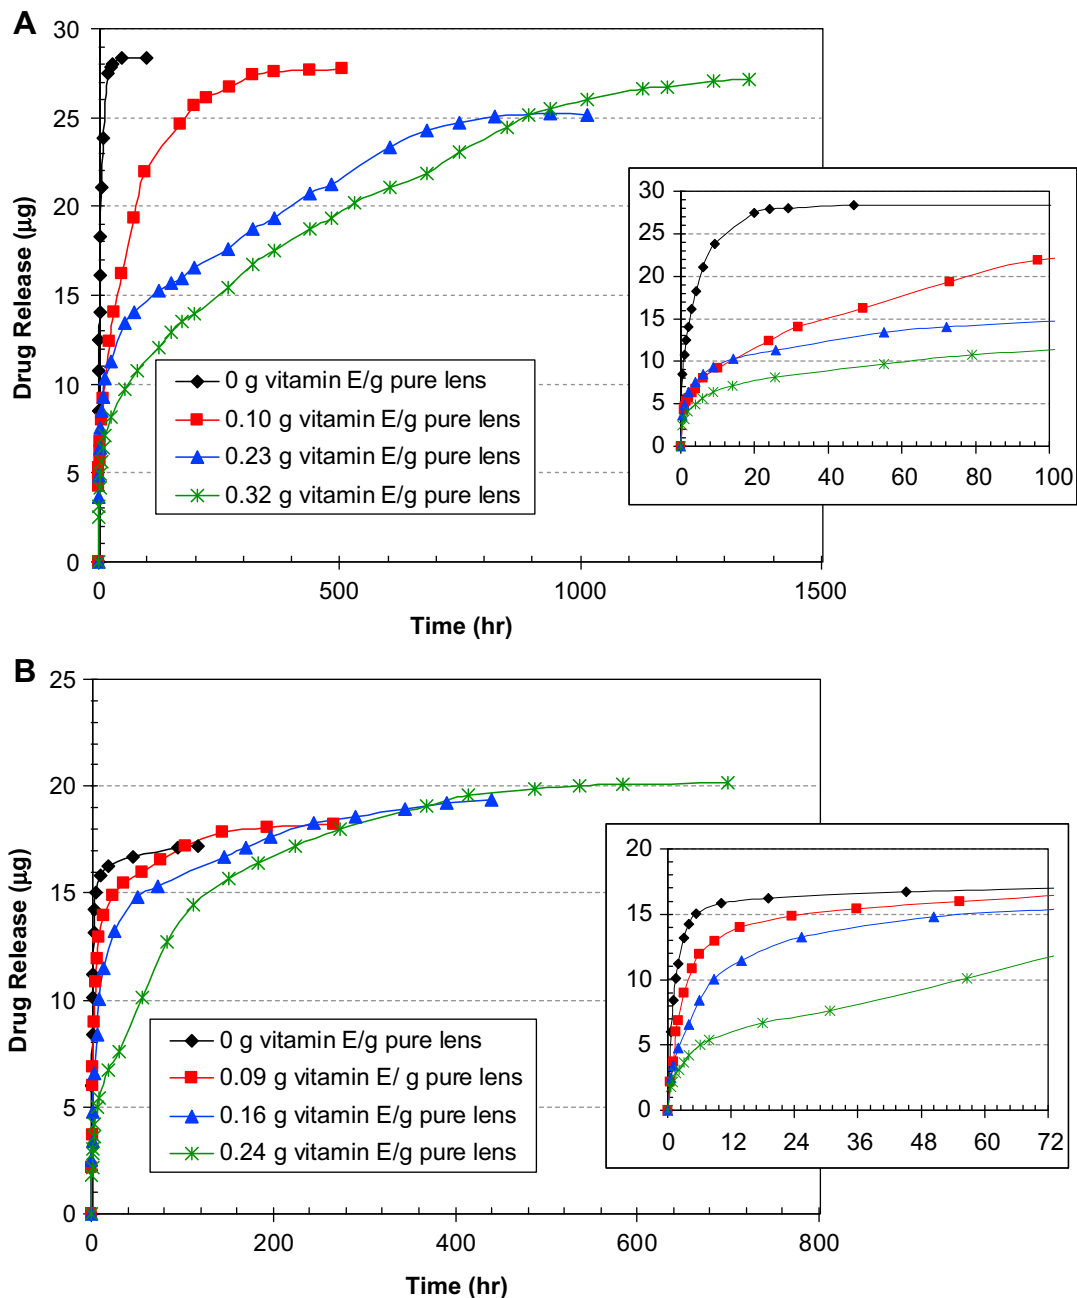 A
30
25
20
15
10
5
0
Drug Release (µg)
0 g vitamin E/g pure lens
0.10 g vitamin E/g pure lens
0.23 g vitamin E/g pure lens
0.32 g vitamin E/g pure lens
0 500 1000 1500
Time (hr)
30
25
20
15
10
5
0
0 20 40 60 80 100
B
25
20
15
10
5
0
Drug Release (µg)
0 g vitamin E/g pure lens
0.09 g vitamin E/ g pure lens
0.16 g vitamin E/g pure lens
0.24 g vitamin E/g pure lens
0 200 400 600 800
Time (hr)
20
15
10
5
0
0 12 24 36 48 60 72